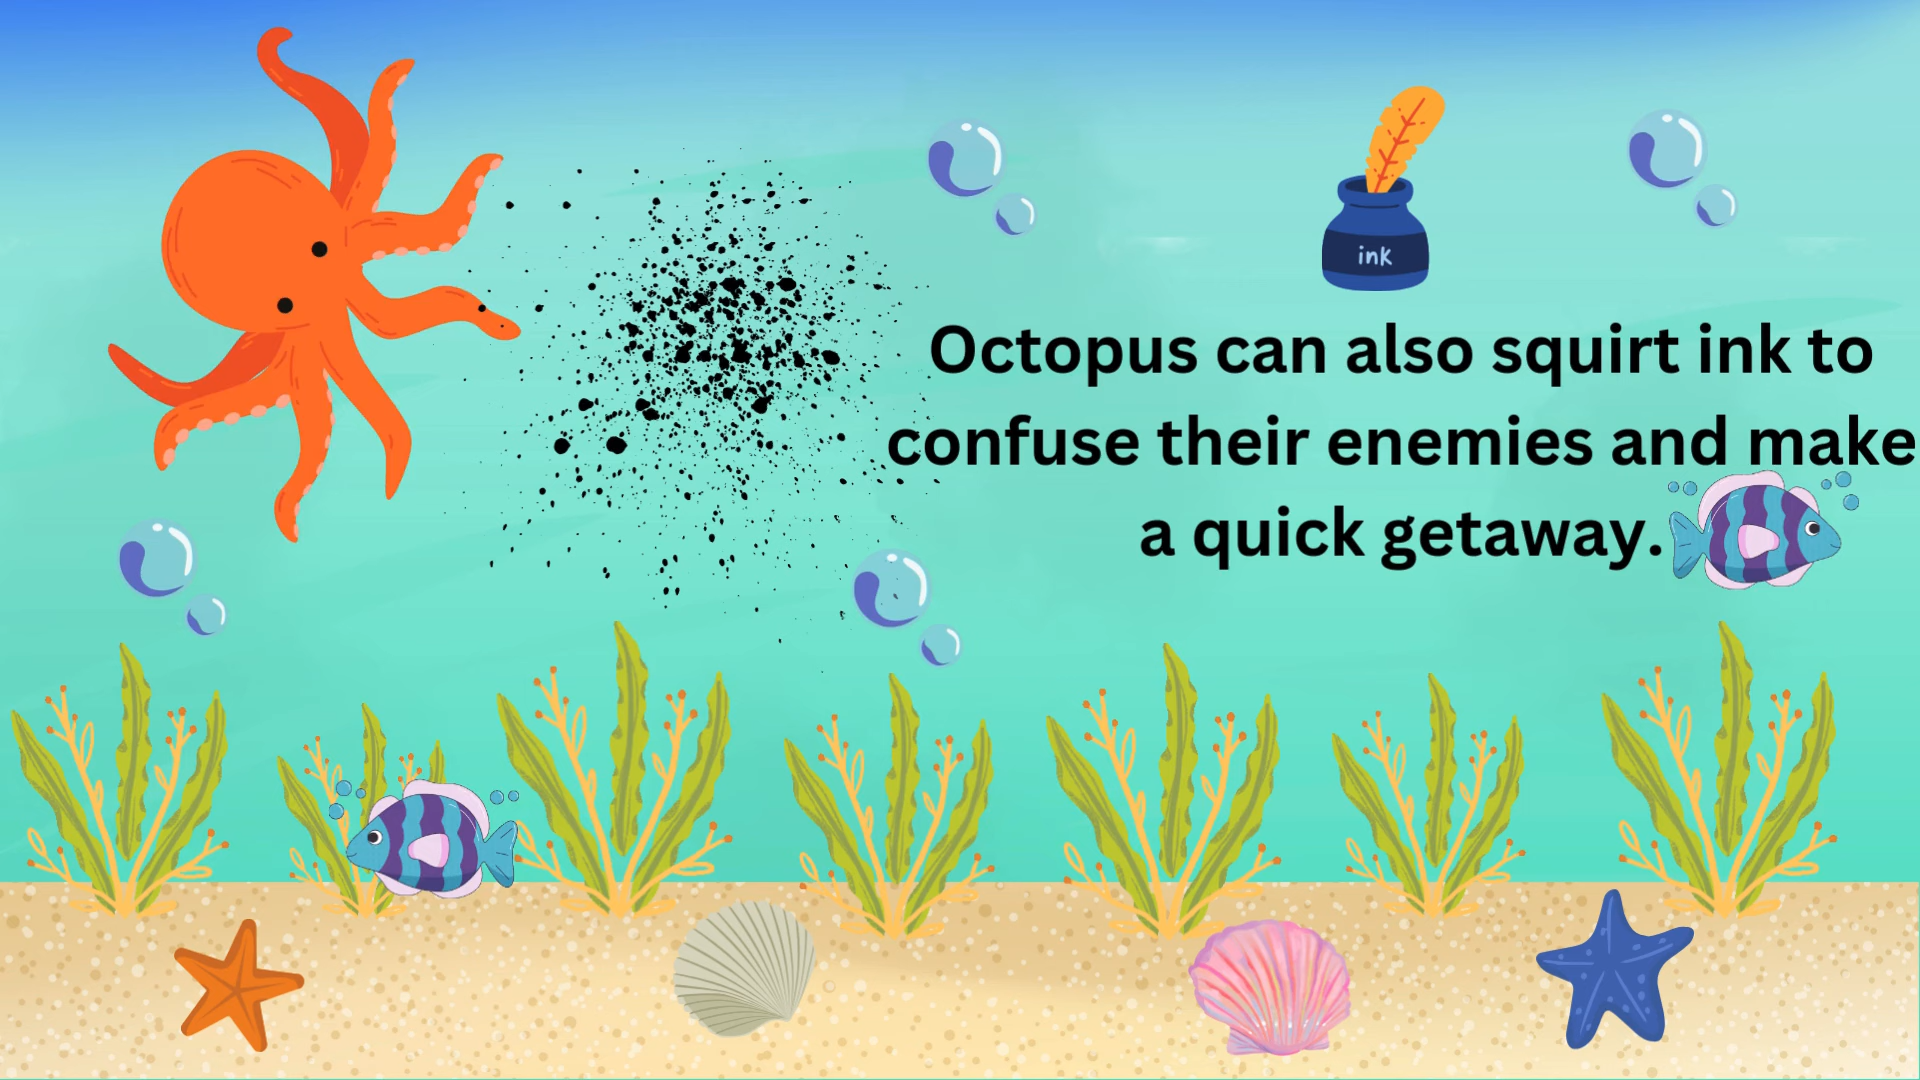 ink
Octopus can also squirt ink to
confuse their enemies and make
a quick getaway.